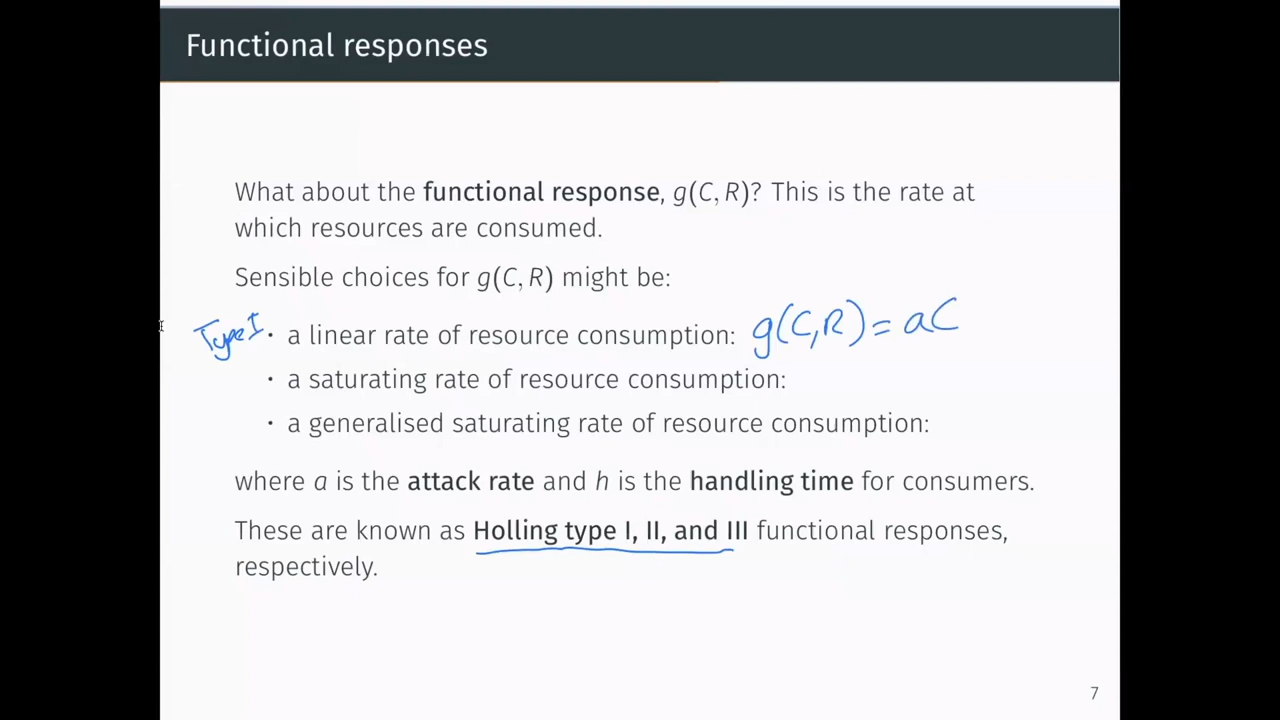 Functional responses
What about the functional response, g(C, R)? This is the rate at
which resources are consumed.
Sensible choices for g(C, R) might be:
Type I · a linear rate of resource consumption: g(C,R) = aC
· a saturating rate of resource consumption:
· a generalised saturating rate of resource consumption:
where a is the attack rate and h is the handling time for consumers.
These are known as Holling type I, II, and III functional responses,
respectively.
7